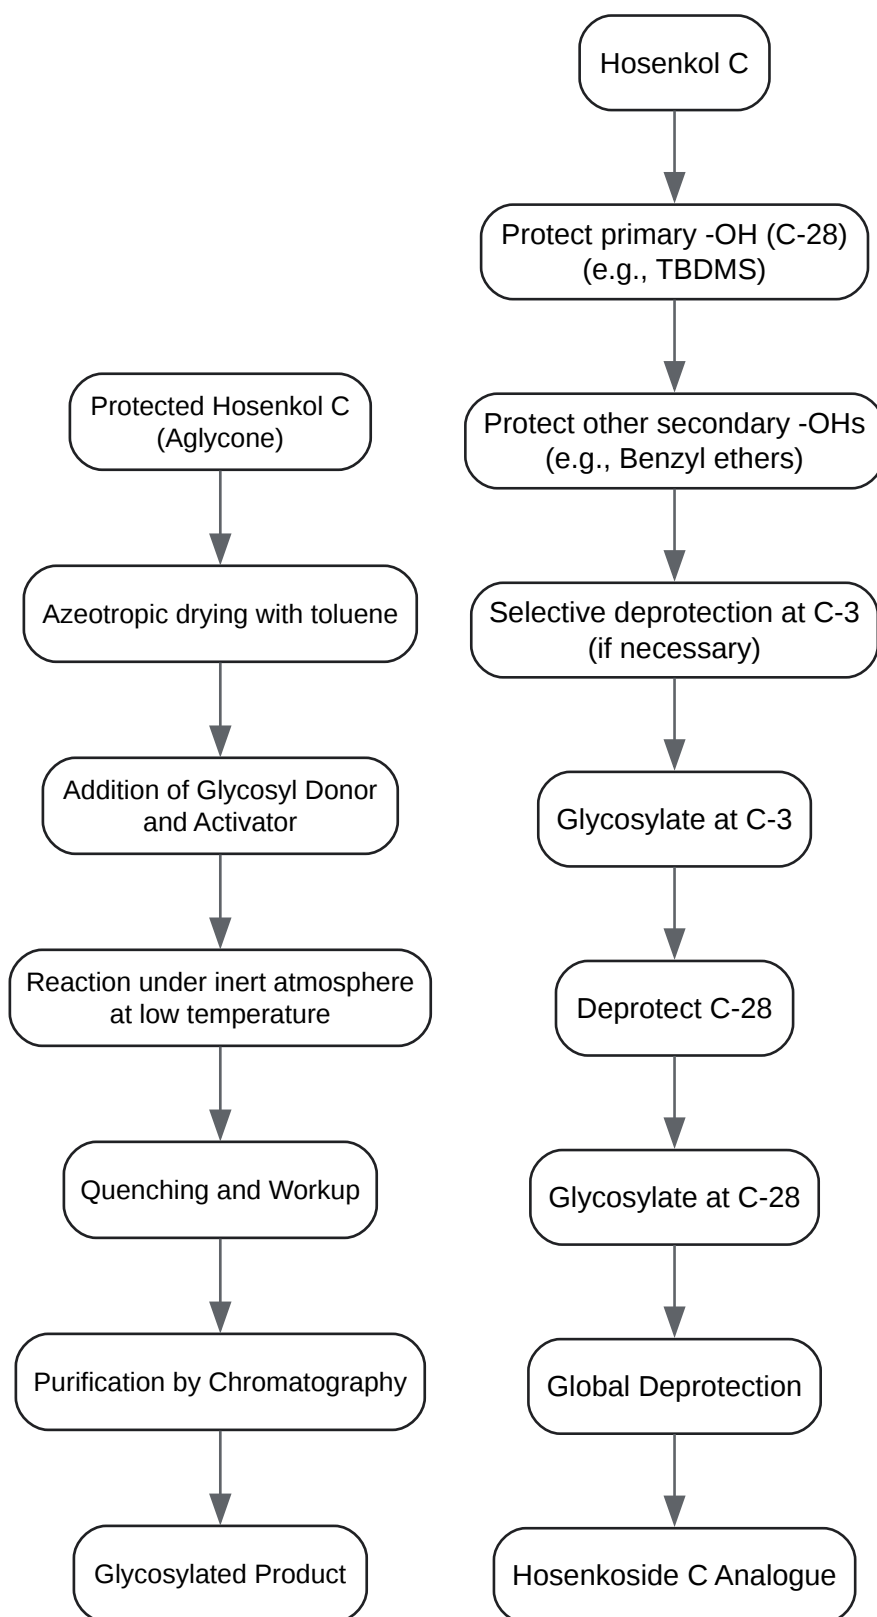 Protected Hosenkol C
(Aglycone)
Azeotropic drying with toluene
Addition of Glycosyl Donor
and Activator
Reaction under inert atmosphere
at low temperature
Quenching and Workup
Purification by Chromatography
Glycosylated Product
Hosenkol C
Protect primary -OH (C-28)
(e.g., TBDMS)
Protect other secondary -OHs
(e.g., Benzyl ethers)
Selective deprotection at C-3
(if necessary)
Glycosylate at C-3
Deprotect C-28
Glycosylate at C-28
Global Deprotection
Hosenkoside C Analogue